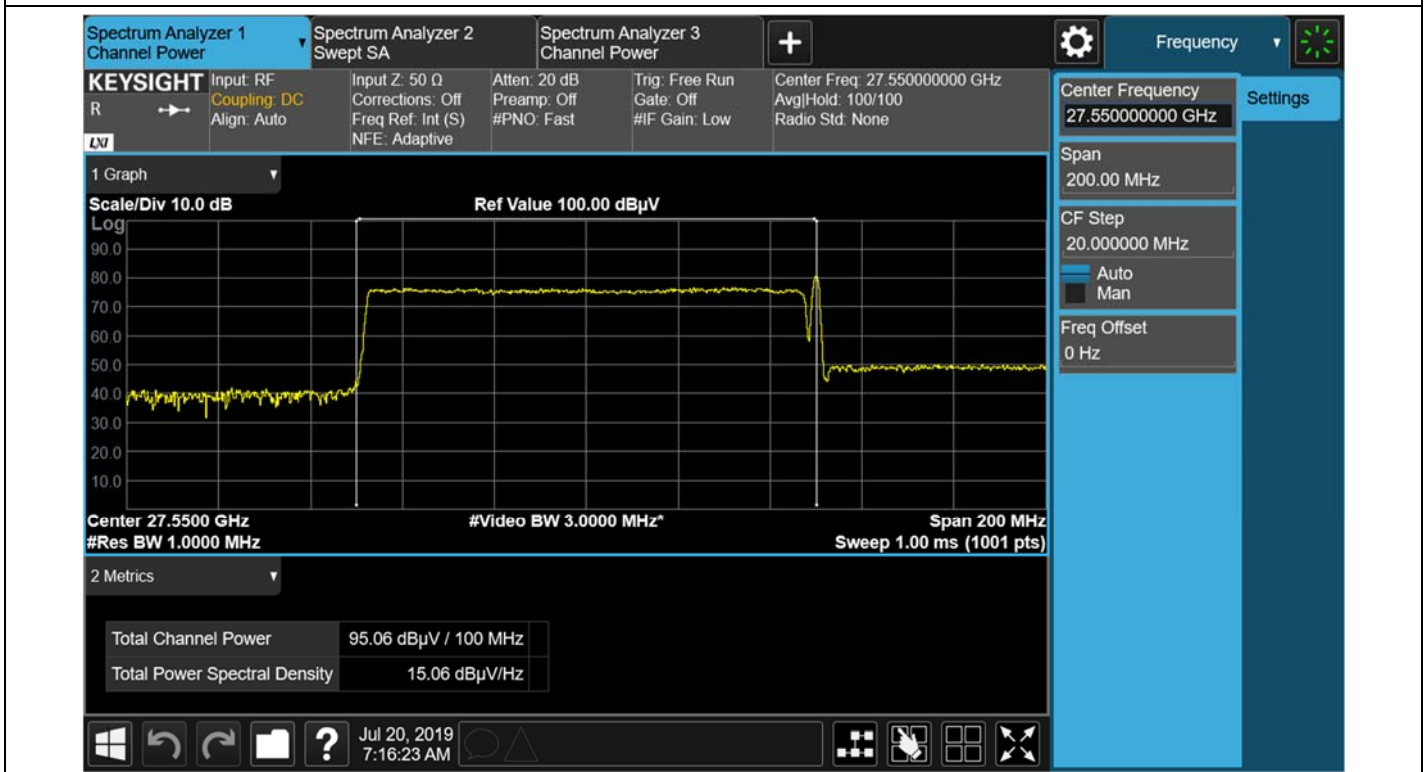 Spectrum Analyzer 1
Channel Power
Spectrum Analyzer 2
Swept SA
Spectrum Analyzer 3
Channel Power
Frequency
KEYSIGHT
R
LXI
Input: RF
Coupling: DC
Align: Auto
Input Z: 50 Ω
Corrections: Off
Freq Ref: Int (S)
NFE: Adaptive
Atten: 20 dB
Preamp: Off
#PNO: Fast
Trig: Free Run
Gate: Off
#IF Gain: Low
Center Freq: 27.550000000 GHz
Avg|Hold: 100/100
Radio Std: None
Center Frequency
27.550000000 GHz
Settings
Span
200.00 MHz
CF Step
20.000000 MHz
Auto
Man
Freq Offset
0 Hz
1 Graph
Scale/Div 10.0 dB
Ref Value 100.00 dBµV
Log
90.0
80.0
70.0
60.0
50.0
40.0
30.0
20.0
10.0
Center 27.5500 GHz
#Video BW 3.0000 MHz*
Span 200 MHz
#Res BW 1.0000 MHz
Sweep 1.00 ms (1001 pts)
2 Metrics
Total Channel Power 95.06 dBµV / 100 MHz
Total Power Spectral Density 15.06 dBµV/Hz
?
Jul 20, 2019
7:16:23 AM